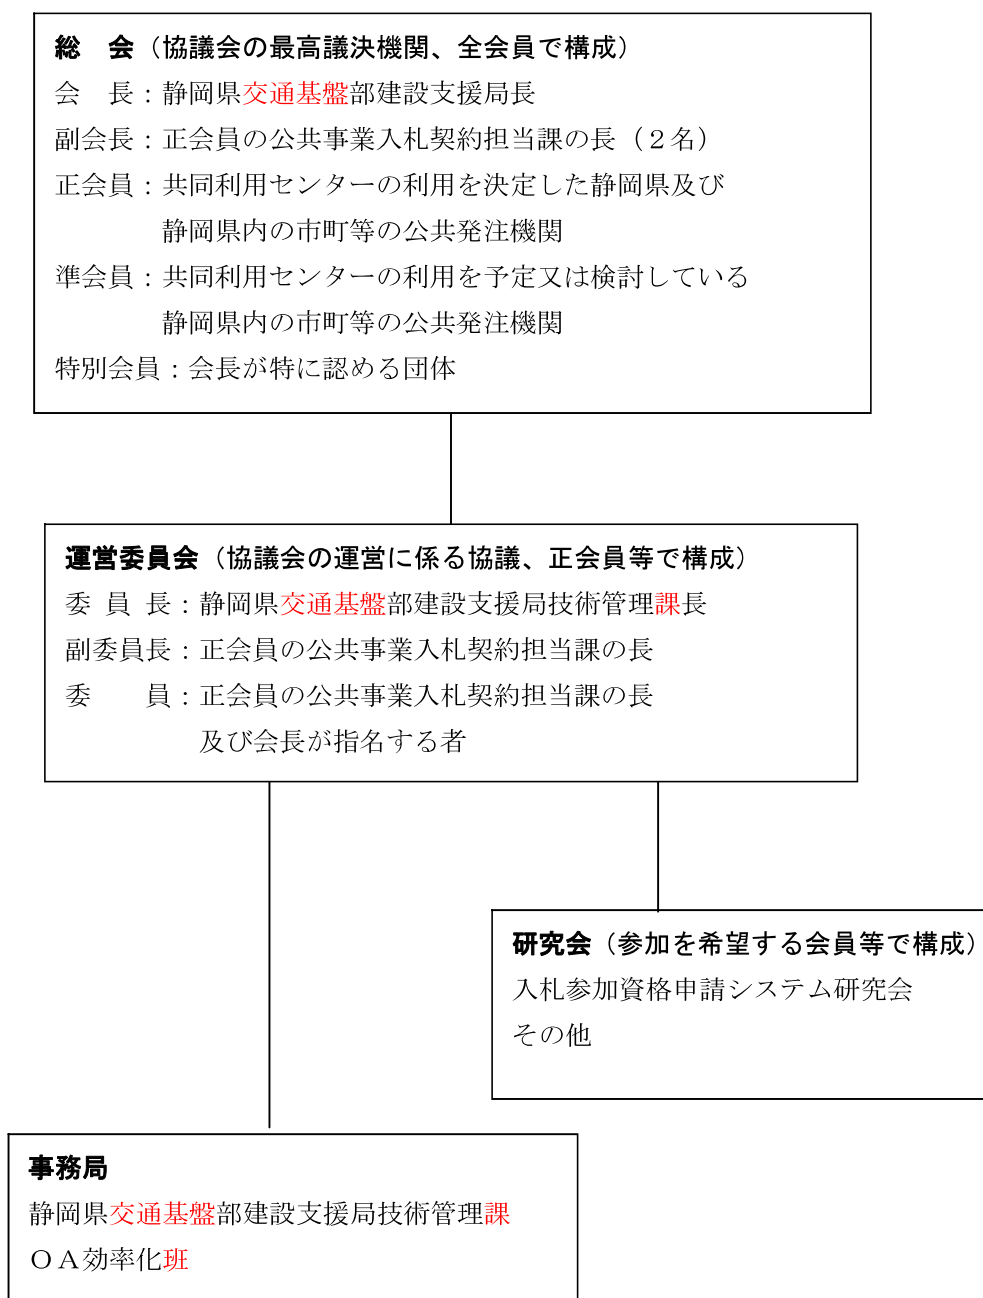 総　会（協議会の最高議決機関、全会員で構成）
会　長：静岡県交通基盤部建設支援局長
副会長：正会員の公共事業入札契約担当課の長（２名）
正会員：共同利用センターの利用を決定した静岡県及び
静岡県内の市町等の公共発注機関
準会員：共同利用センターの利用を予定又は検討している
静岡県内の市町等の公共発注機関
特別会員：会長が特に認める団体
運営委員会（協議会の運営に係る協議、正会員等で構成）
委 員 長：静岡県交通基盤部建設支援局技術管理課長
副委員長：正会員の公共事業入札契約担当課の長
委　　員：正会員の公共事業入札契約担当課の長
及び会長が指名する者
研究会（参加を希望する会員等で構成）
入札参加資格申請システム研究会
その他
事務局
静岡県交通基盤部建設支援局技術管理課
ＯＡ効率化班